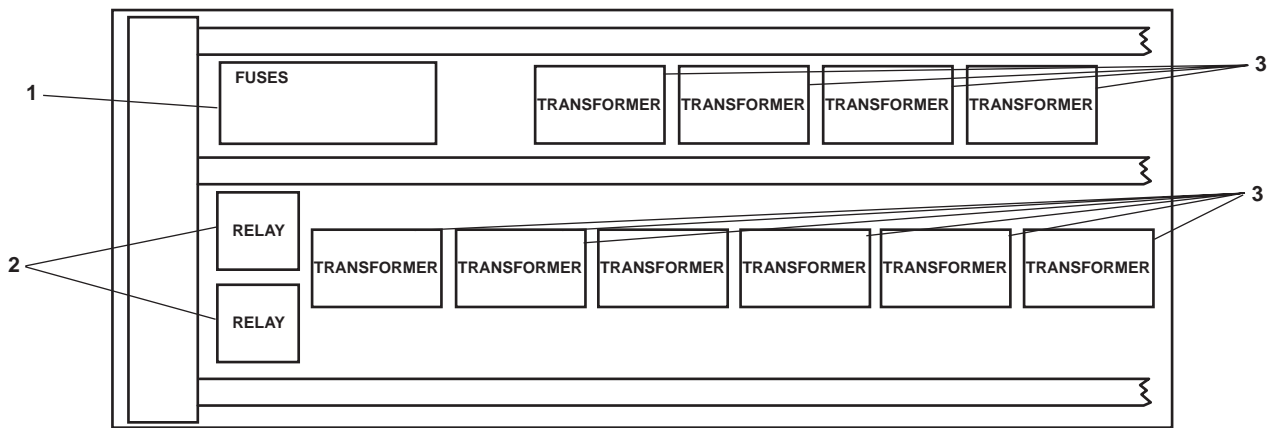 FUSES
1
TRANSFORMER TRANSFORMER TRANSFORMER TRANSFORMER
3
RELAY
3
2
TRANSFORMER TRANSFORMER TRANSFORMER TRANSFORMER TRANSFORMER TRANSFORMER
RELAY